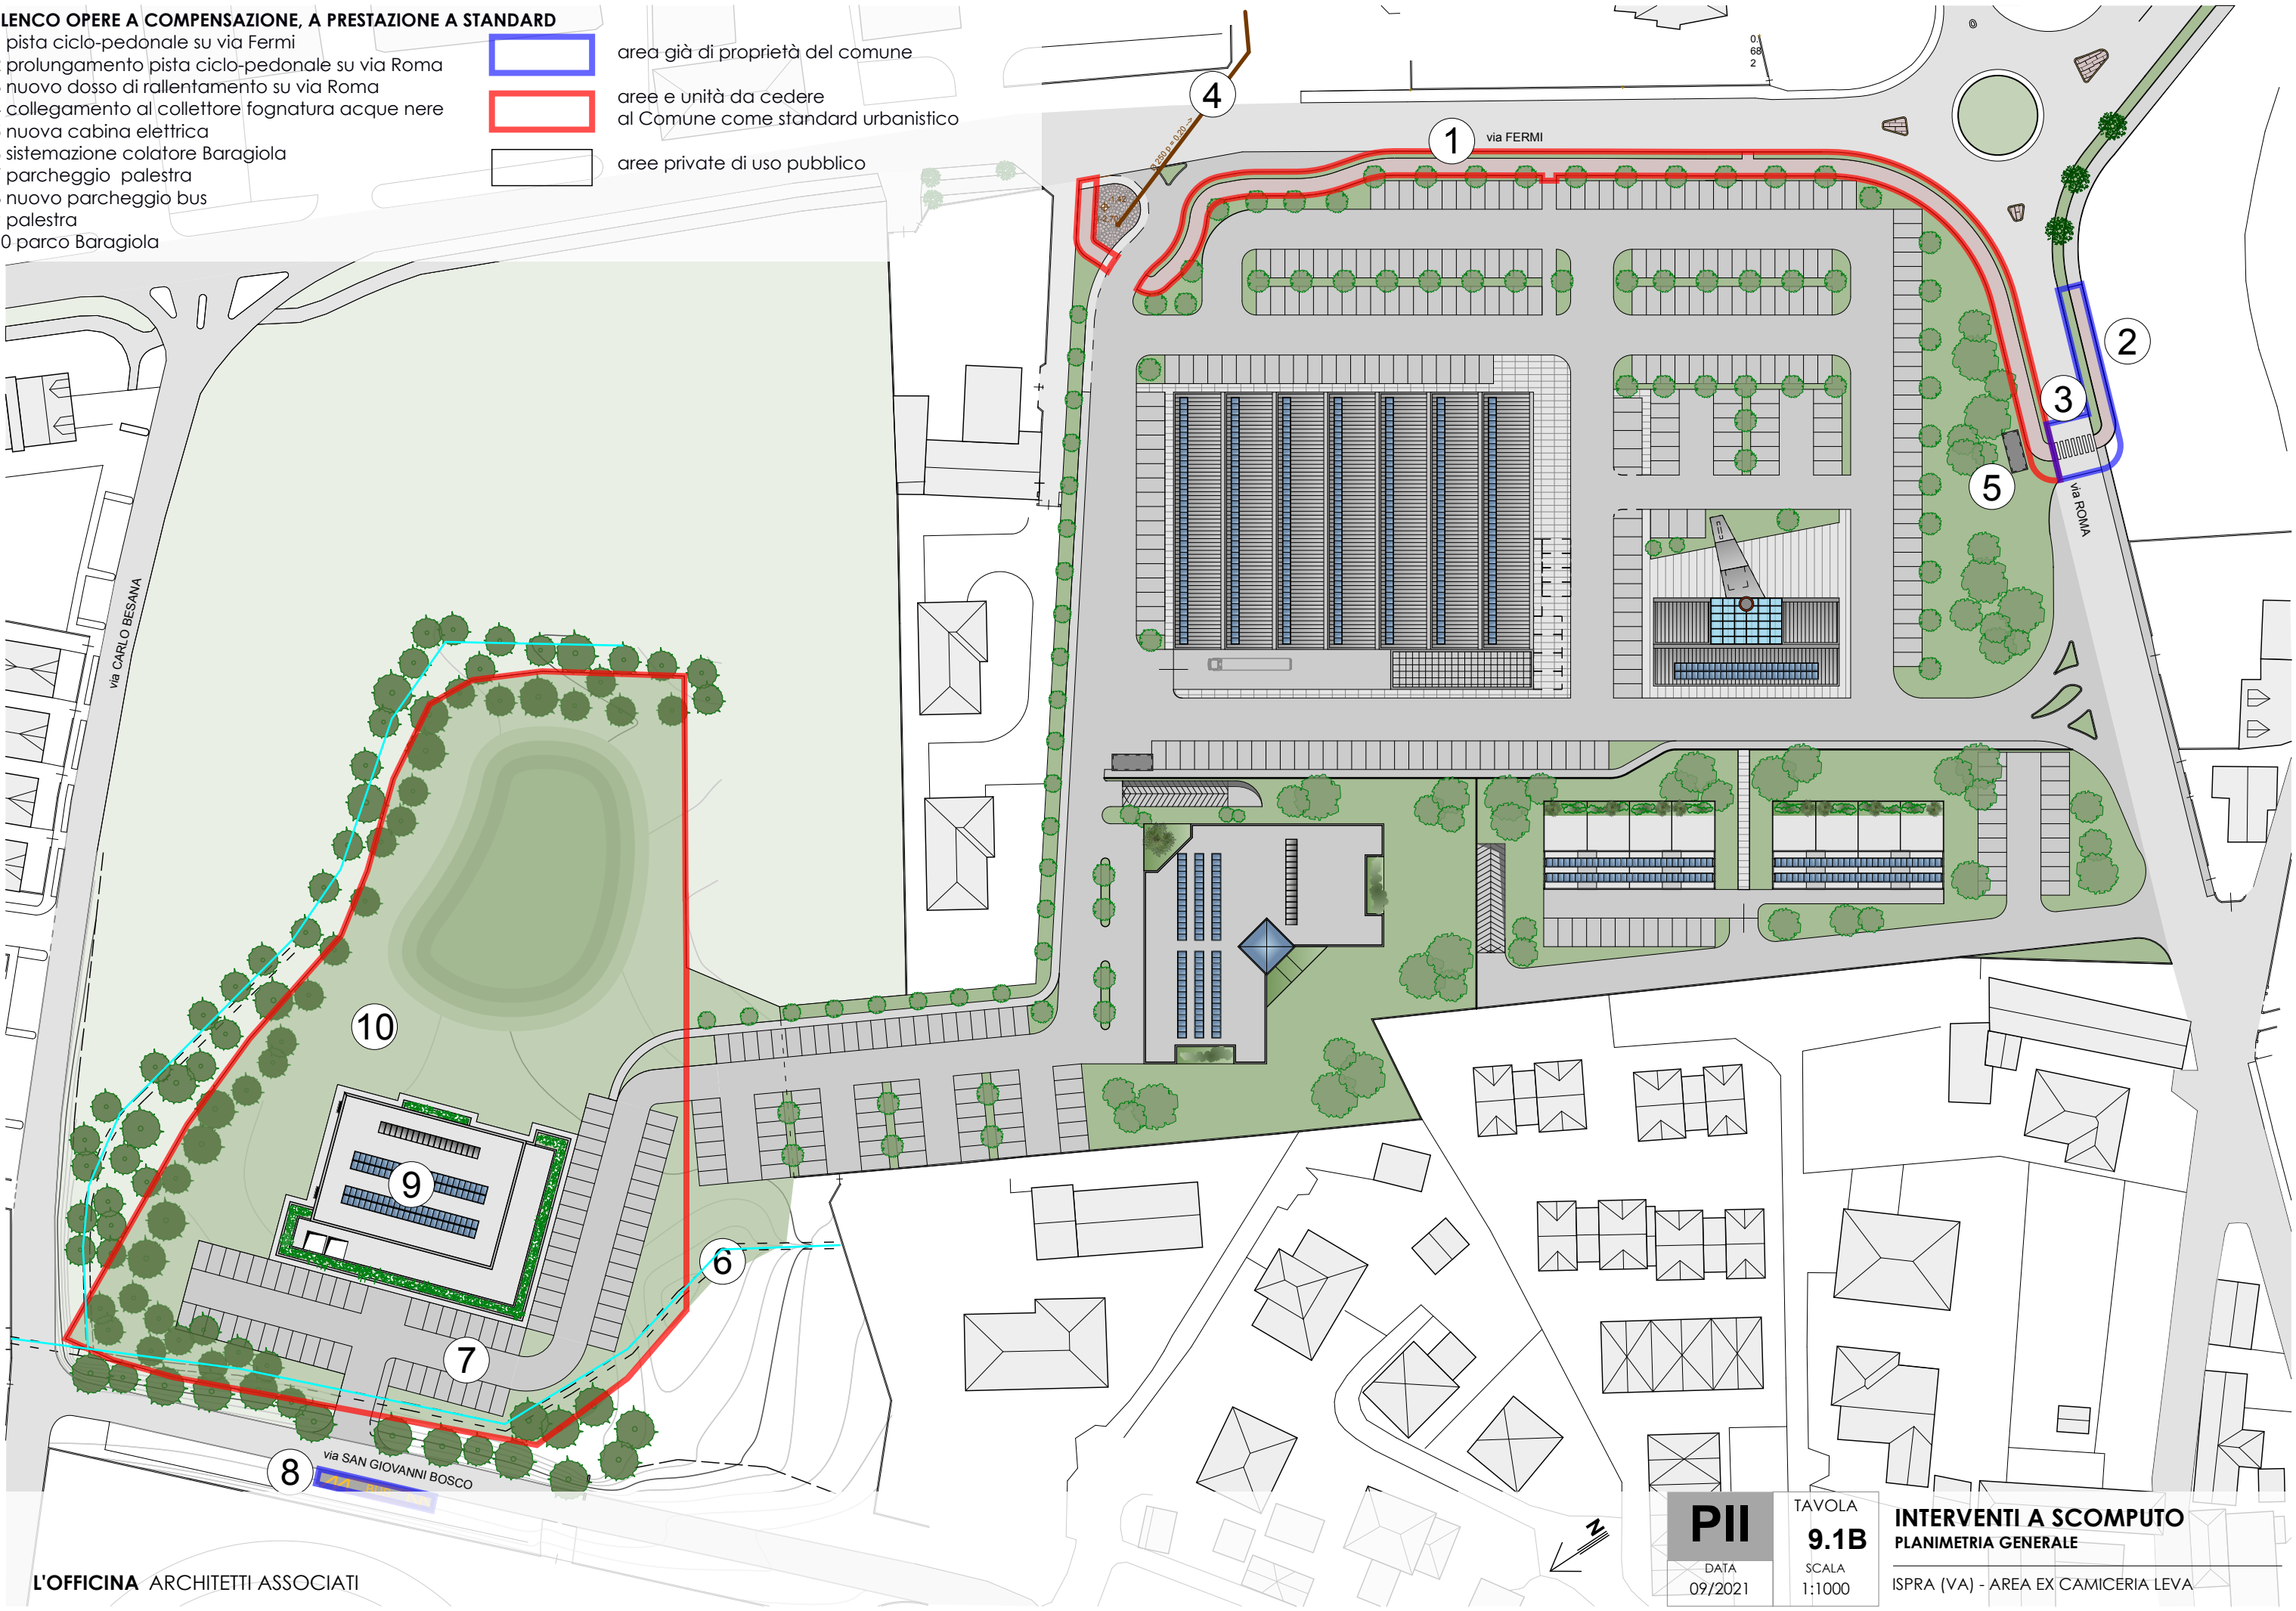 LENCO OPERE A COMPENSAZIONE, A PRESTAZIONE A STANDARD
pista ciclo-pedonale su via Fermi
prolungamento pista ciclo-pedonale su via Roma
nuovo dosso di rallentamento su via Roma
collegamento al collettore fognatura acque nere
nuova cabina elettrica
sistemazione colatore Baragiola
parcheggio palestra
nuovo parcheggio bus
palestra
0 parco Baragiola
area già di proprietà del comune
aree e unità da cedere
al Comune come standard urbanistico
aree private di uso pubblico
68
2
4
1
via FERMI
2
3
5
via ROMA
via CARLO BESANA
10
9
6
7
8
via SAN GIOVANNI BOSCO
N
PII
DATA
09/2021
TAVOLA
9.1B
SCALA
1:1000
INTERVENTI A SCOMPUTO
PLANIMETRIA GENERALE
ISPRA (VA) - AREA EX CAMICERIA LEVA
L'OFFICINA ARCHITETTI ASSOCIATI